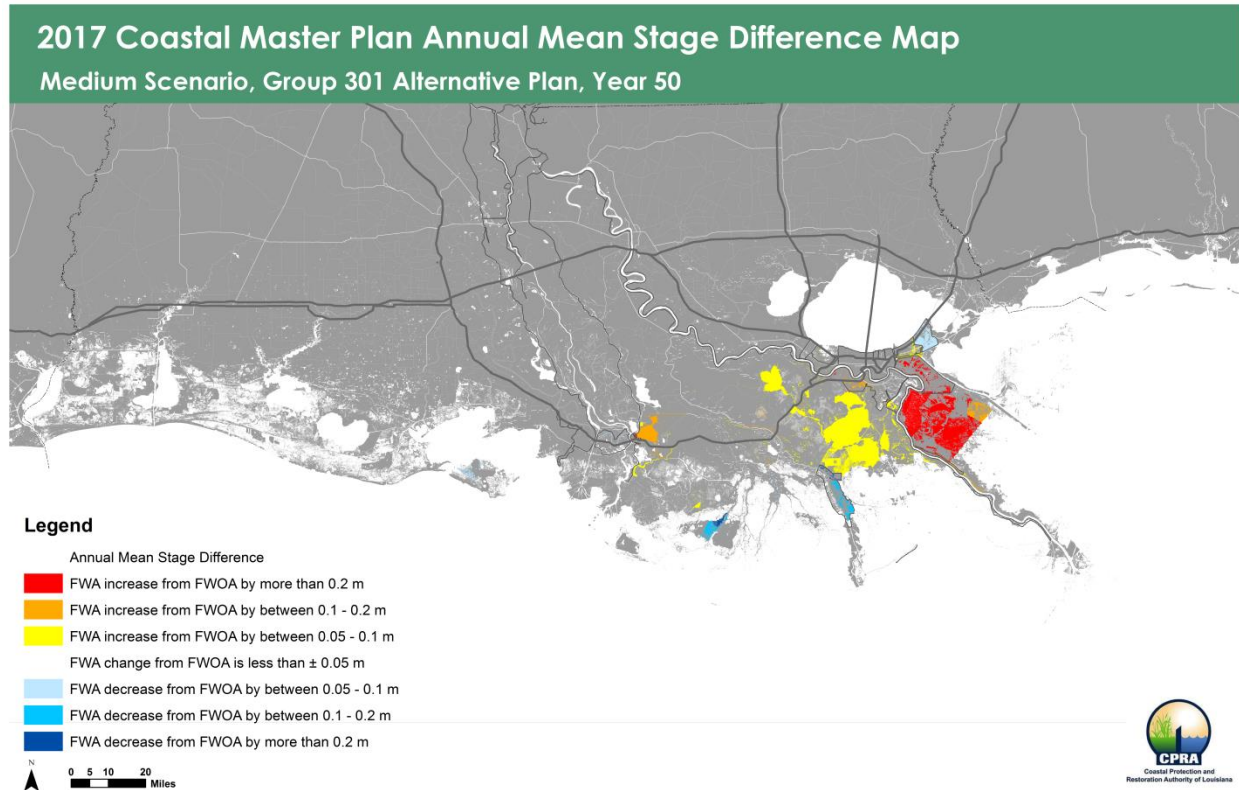 2017 Coastal Master Plan Annual Mean Stage Difference Map
Medium Scenario, Group 301 Alternative Plan, Year 50
Legend
Annual Mean Stage Difference
FWA increase from FWOA by more than 0.2 m
FWA increase from FWOA by between 0.1 - 0.2 m
FWA increase from FWOA by between 0.05 - 0.1 m
FWA change from FWOA is less than ± 0.05 m
FWA decrease from FWOA by between 0.05 - 0.1 m
FWA decrease from FWOA by between 0.1 - 0.2 m
FWA decrease from FWOA by more than 0.2 m
N
0 5 10 20
Miles
CPRA
Coastal Protection and
Restoration Authority of Louisiana